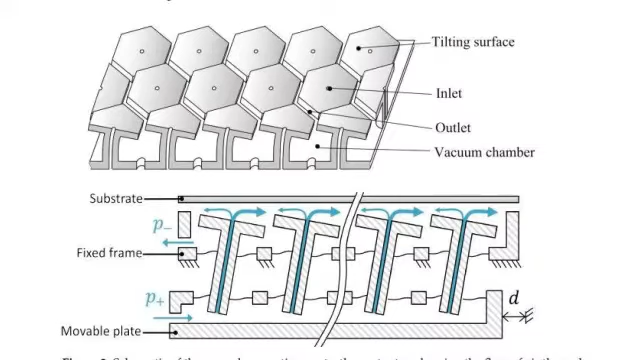 Tilting surface
Inlet
Outlet
Vacuum chamber
Substrate
p₋
Fixed frame
p₊
d
Movable plate